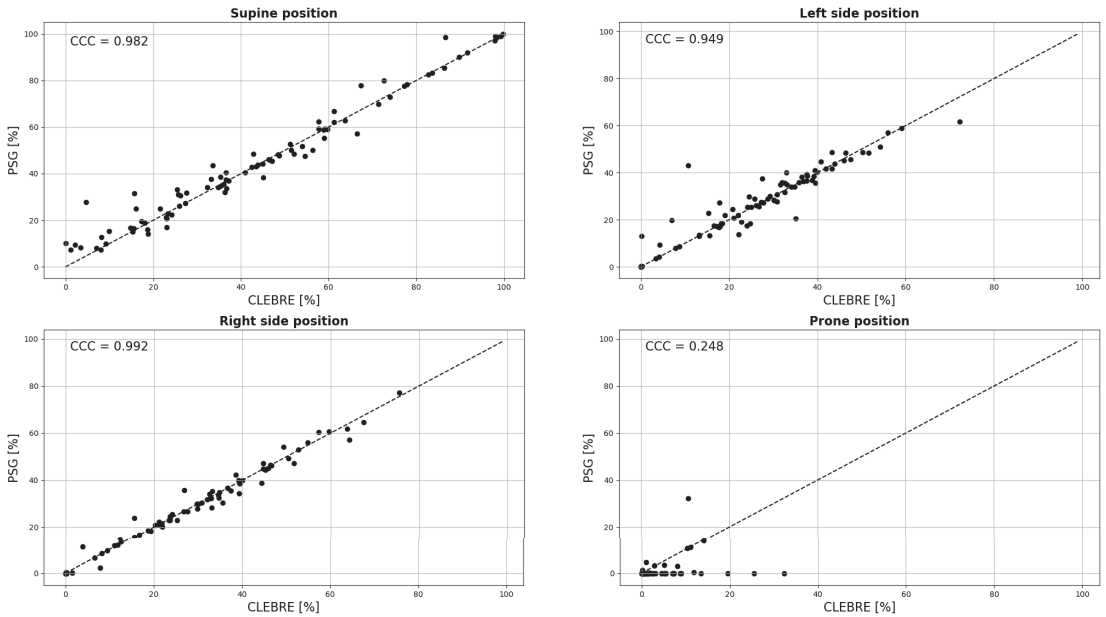 Supine position
CCC = 0.982
100
80
60
40
20
0
PSG [%]
0 20 40 60 80 100
CLEBRE [%]
Left side position
CCC = 0.949
100
80
60
40
20
0
PSG [%]
0 20 40 60 80 100
CLEBRE [%]
Right side position
CCC = 0.992
100
80
60
40
20
0
PSG [%]
0 20 40 60 80 100
CLEBRE [%]
Prone position
CCC = 0.248
100
80
60
40
20
0
PSG [%]
0 20 40 60 80 100
CLEBRE [%]